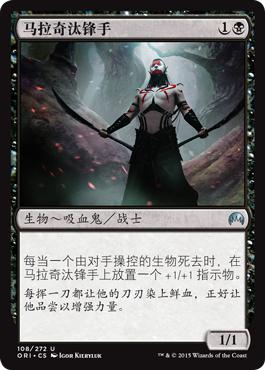 马拉奇汰锋手 1
生物～吸血鬼／战士
每当一个由对手操控的生物死去时，在
马拉奇汰锋手上放置一个 +1/+1 指示物。
每挥一刀都让他的刀刃染上鲜血，正好让
他品尝以增强力量。
1/1
108/272 U
ORI • CS IGOR KIERYLUK
™ & © 2015 Wizards of the Coast